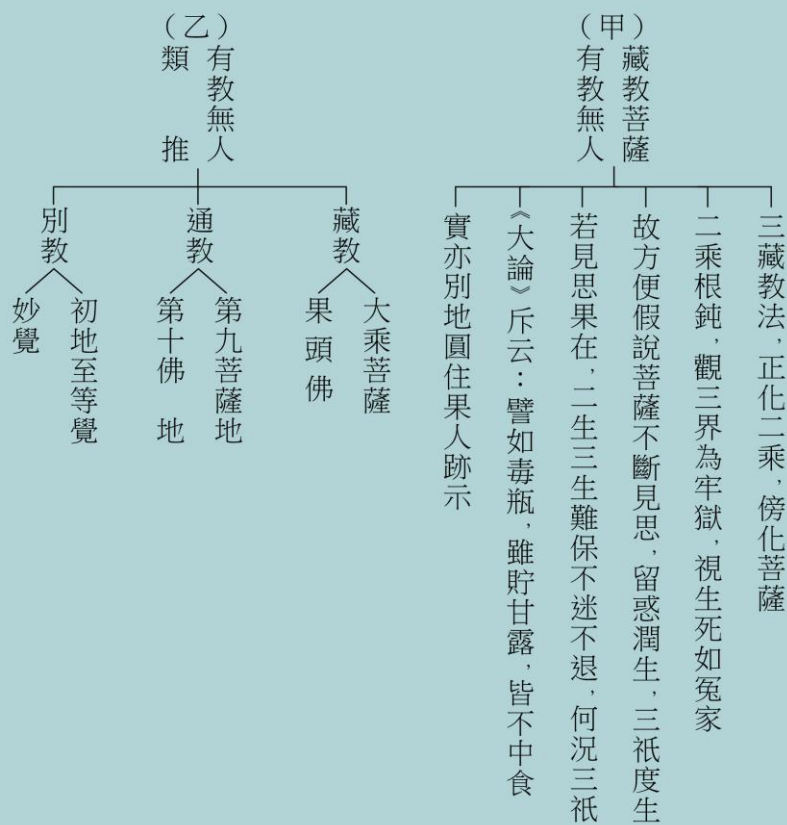 （甲）
藏教菩薩
有教無人
三藏教法，正化二乘，傍化菩薩
二乘根鈍，觀三界為牢獄，視生死如冤家
故方便假說菩薩不斷見思，留惑潤生，三祇度生
若見思果在，二生三生難保不迷不退，何況三祇
《大論》斥云：譬如毒瓶，雖貯甘露，皆不中食
實亦別地圓住果人跡示
（乙）
有教無人
類推
藏教
大乘菩薩
果頭佛
通教
第九菩薩地
第十佛地
別教
初地至等覺
妙覺